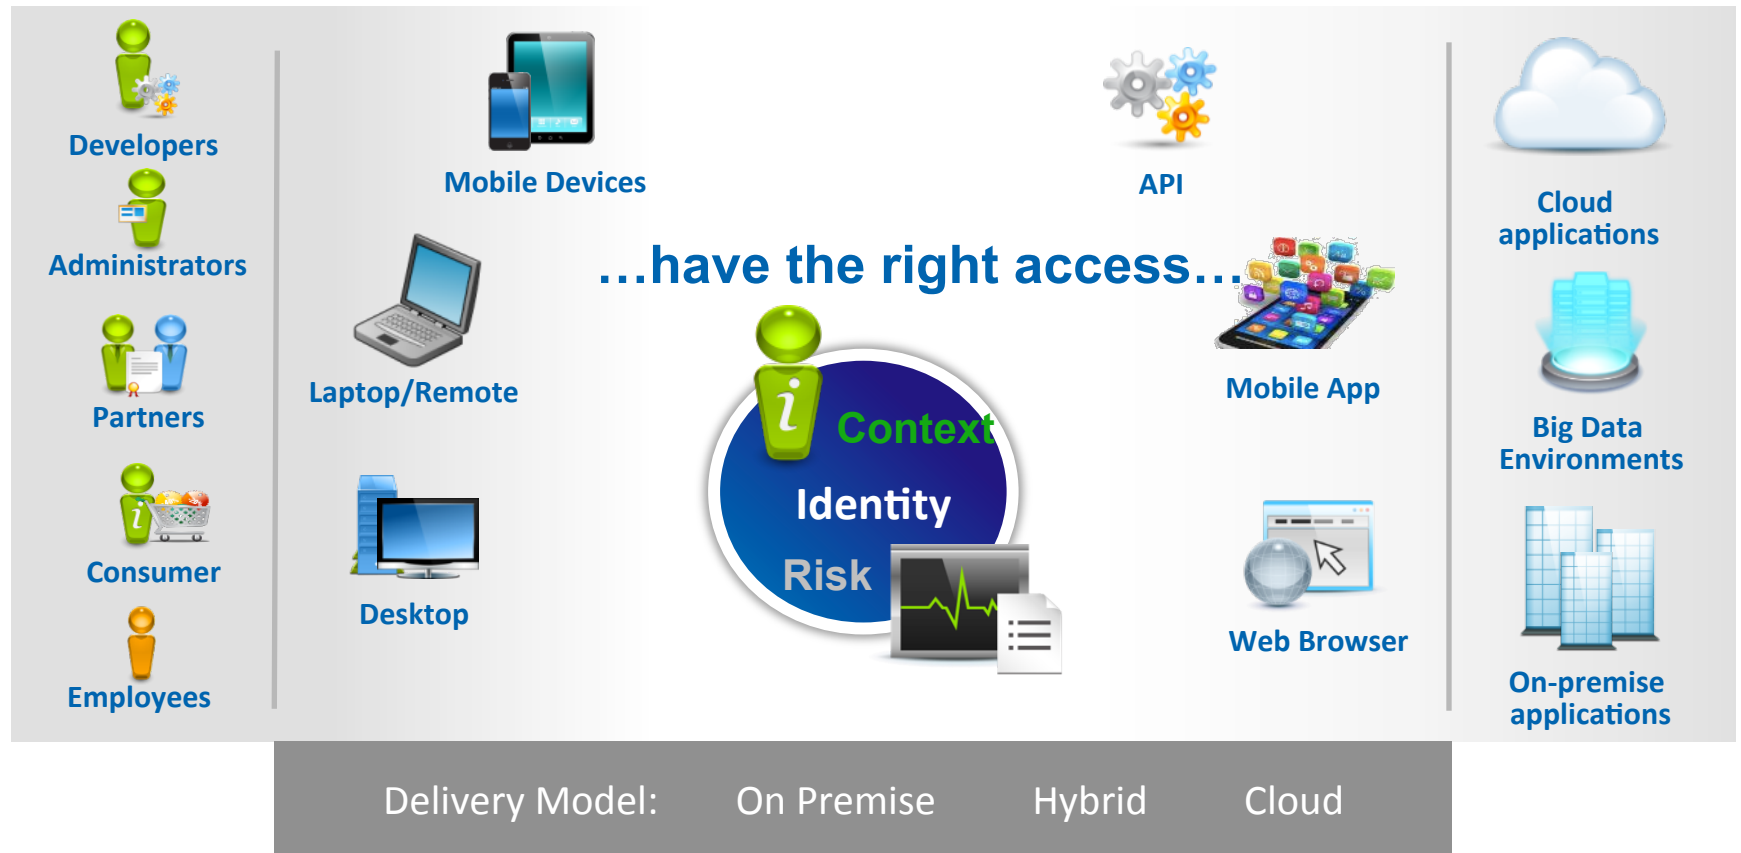 Developers
Administrators
Partners
Consumer
Employees
Mobile Devices
Laptop/Remote
Desktop
…have the right access…
i
Context
Identity
Risk
API
Mobile App
Web Browser
Cloud
applications
Big Data
Environments
On-premise
applications
Delivery Model: On Premise Hybrid Cloud